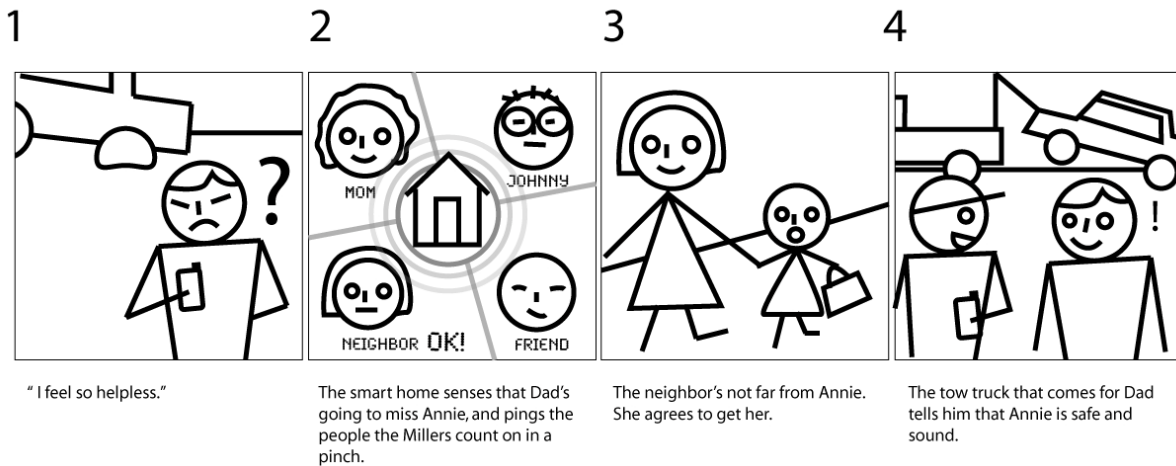 1
2
3
4
?
MOM
JOHNNY
NEIGHBOR OK!
FRIEND
!
" I feel so helpless."
The smart home senses that Dad's
going to miss Annie, and pings the
people the Millers count on in a
pinch.
The neighbor's not far from Annie.
She agrees to get her.
The tow truck that comes for Dad
tells him that Annie is safe and
sound.